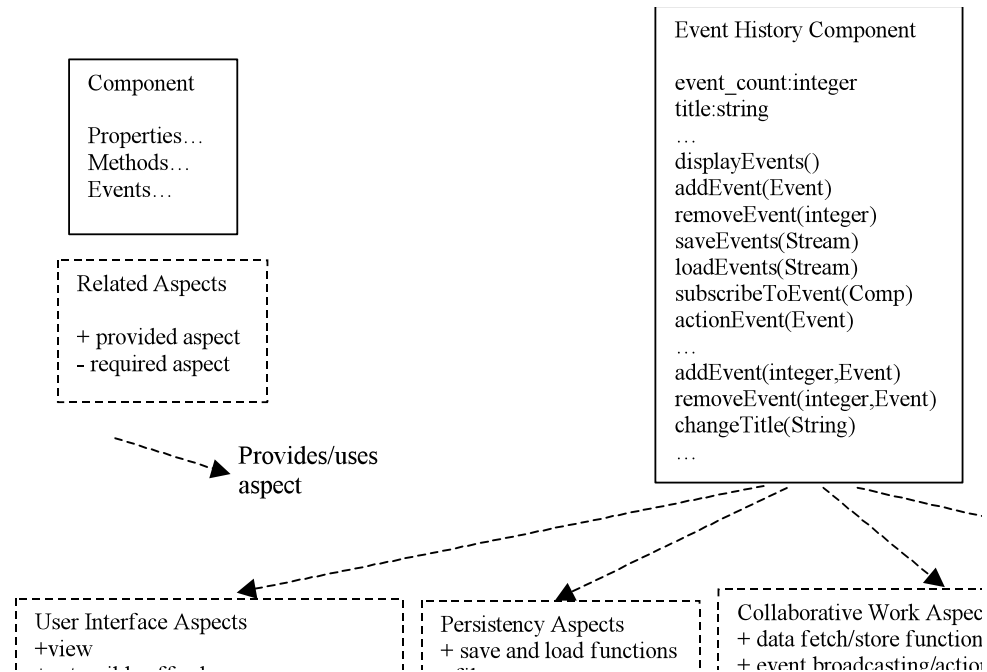 Component
Properties…
Methods…
Events…
Related Aspects
+ provided aspect
- required aspect
Provides/uses
aspect
Event History Component
event_count:integer
title:string
…
displayEvents()
addEvent(Event)
removeEvent(integer)
saveEvents(Stream)
loadEvents(Stream)
subscribeToEvent(Comp)
actionEvent(Event)
…
addEvent(integer,Event)
removeEvent(integer,Event)
changeTitle(String)
…
User Interface Aspects
+view
Persistency Aspects
+ save and load functions
Collaborative Work
+ data fetch/store
+ event